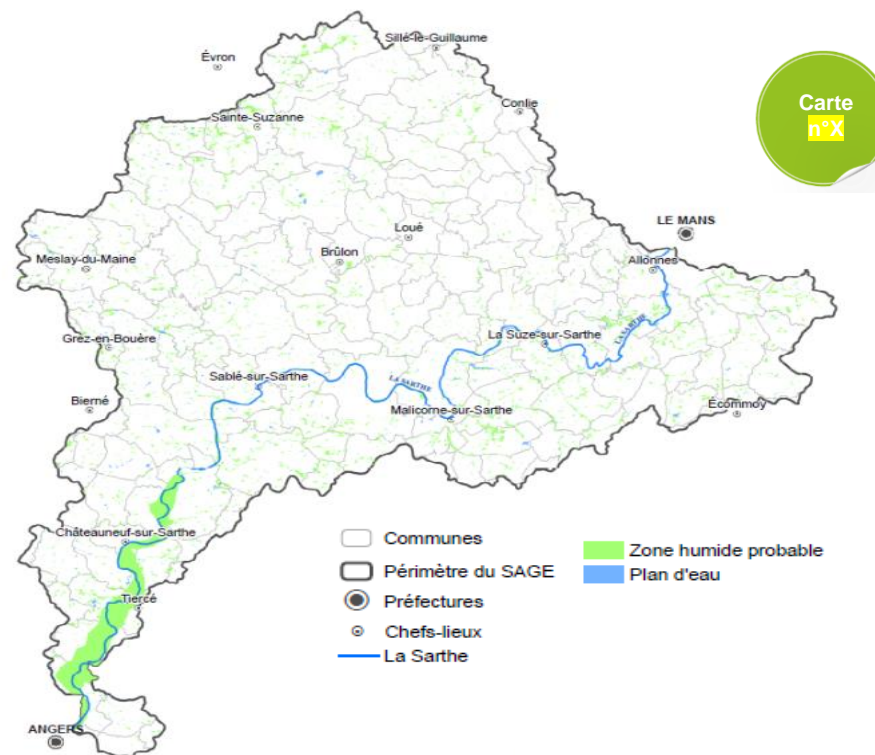 Sillé-le-Guillaume
Évron
Carte
n°X
Conlie
Sainte-Suzanne
LE MANS
Loué
Brûlon
Meslay-du-Maine
Allonnes
LA SARTHE
La Suze-sur-Sarthe
Grez-en-Bouère
Sablé-sur-Sarthe
LA SARTHE
Bierné
Malicorne-sur-Sarthe
Écommoy
Châteauneuf-sur-Sarthe
Tiercé
ANGERS
Communes
Périmètre du SAGE
Préfectures
Chefs-lieux
La Sarthe
Zone humide probable
Plan d'eau